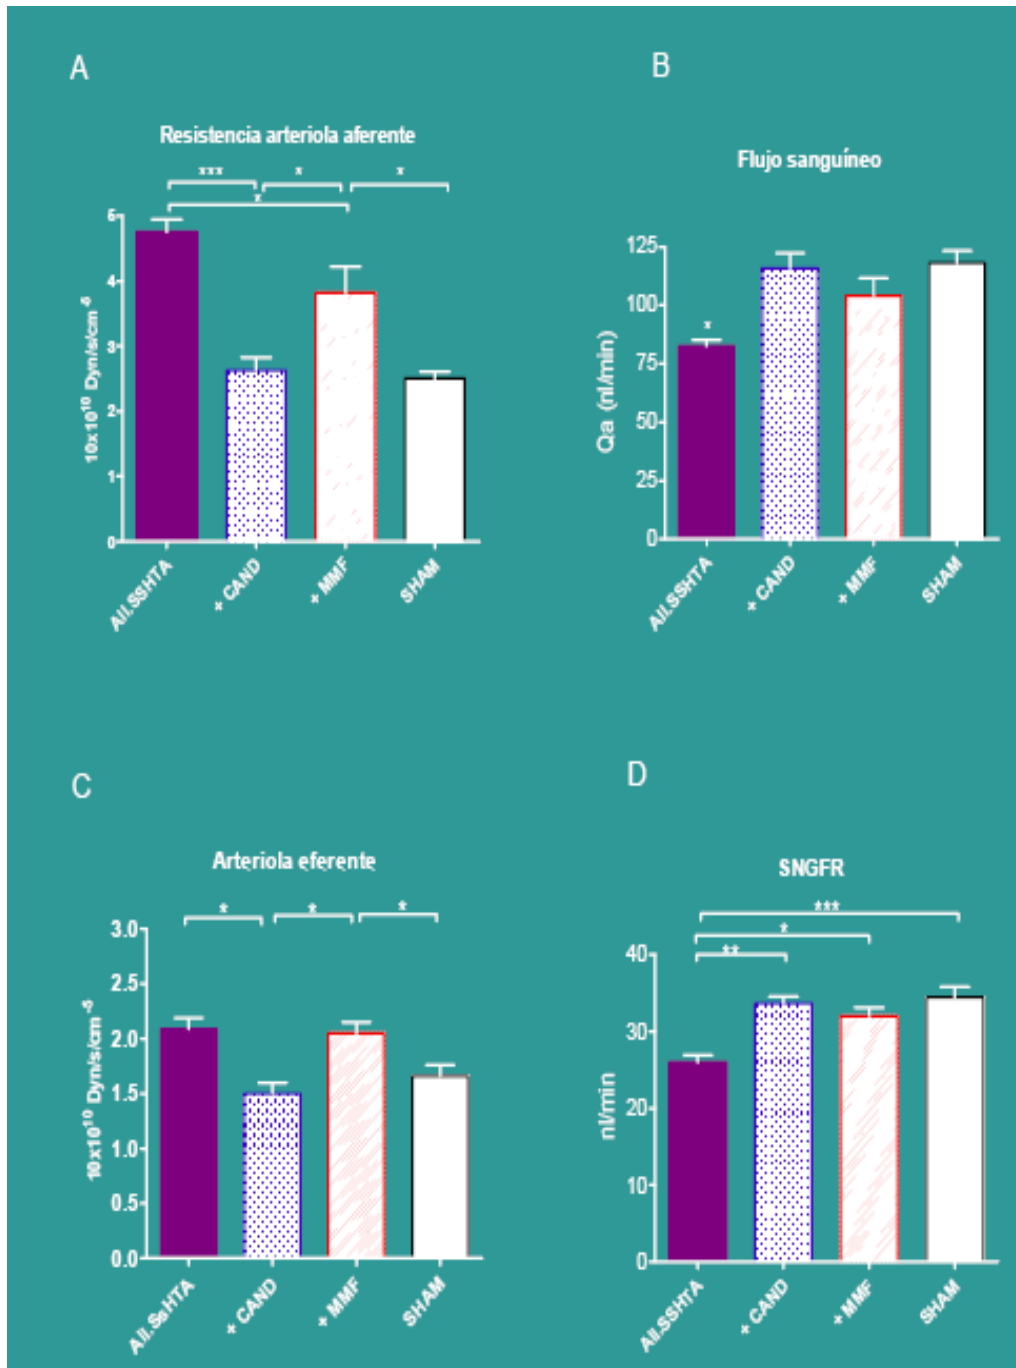 A
Resistencia arteriola aferente
*** * *
*
5
4
3
2
1
0
10x10¹⁰ Dyn/s/cm⁻⁵
AII.SSHTA
+ CAND
+ MMF
SHAM
B
Flujo sanguíneo
125
100
75
50
25
0
Qa (nl/min)
*
AII.SSHTA
+ CAND
+ MMF
SHAM
C
Arteriola eferente
* * *
3.0
2.5
2.0
1.5
1.0
0.5
0.0
10x10¹⁰ Dyn/s/cm⁻⁵
AII.SsHTA
+ CAND
+ MMF
SHAM
D
SNGFR
***
*
**
40
30
20
10
0
nl/min
AII.SSHTA
+ CAND
+ MMF
SHAM